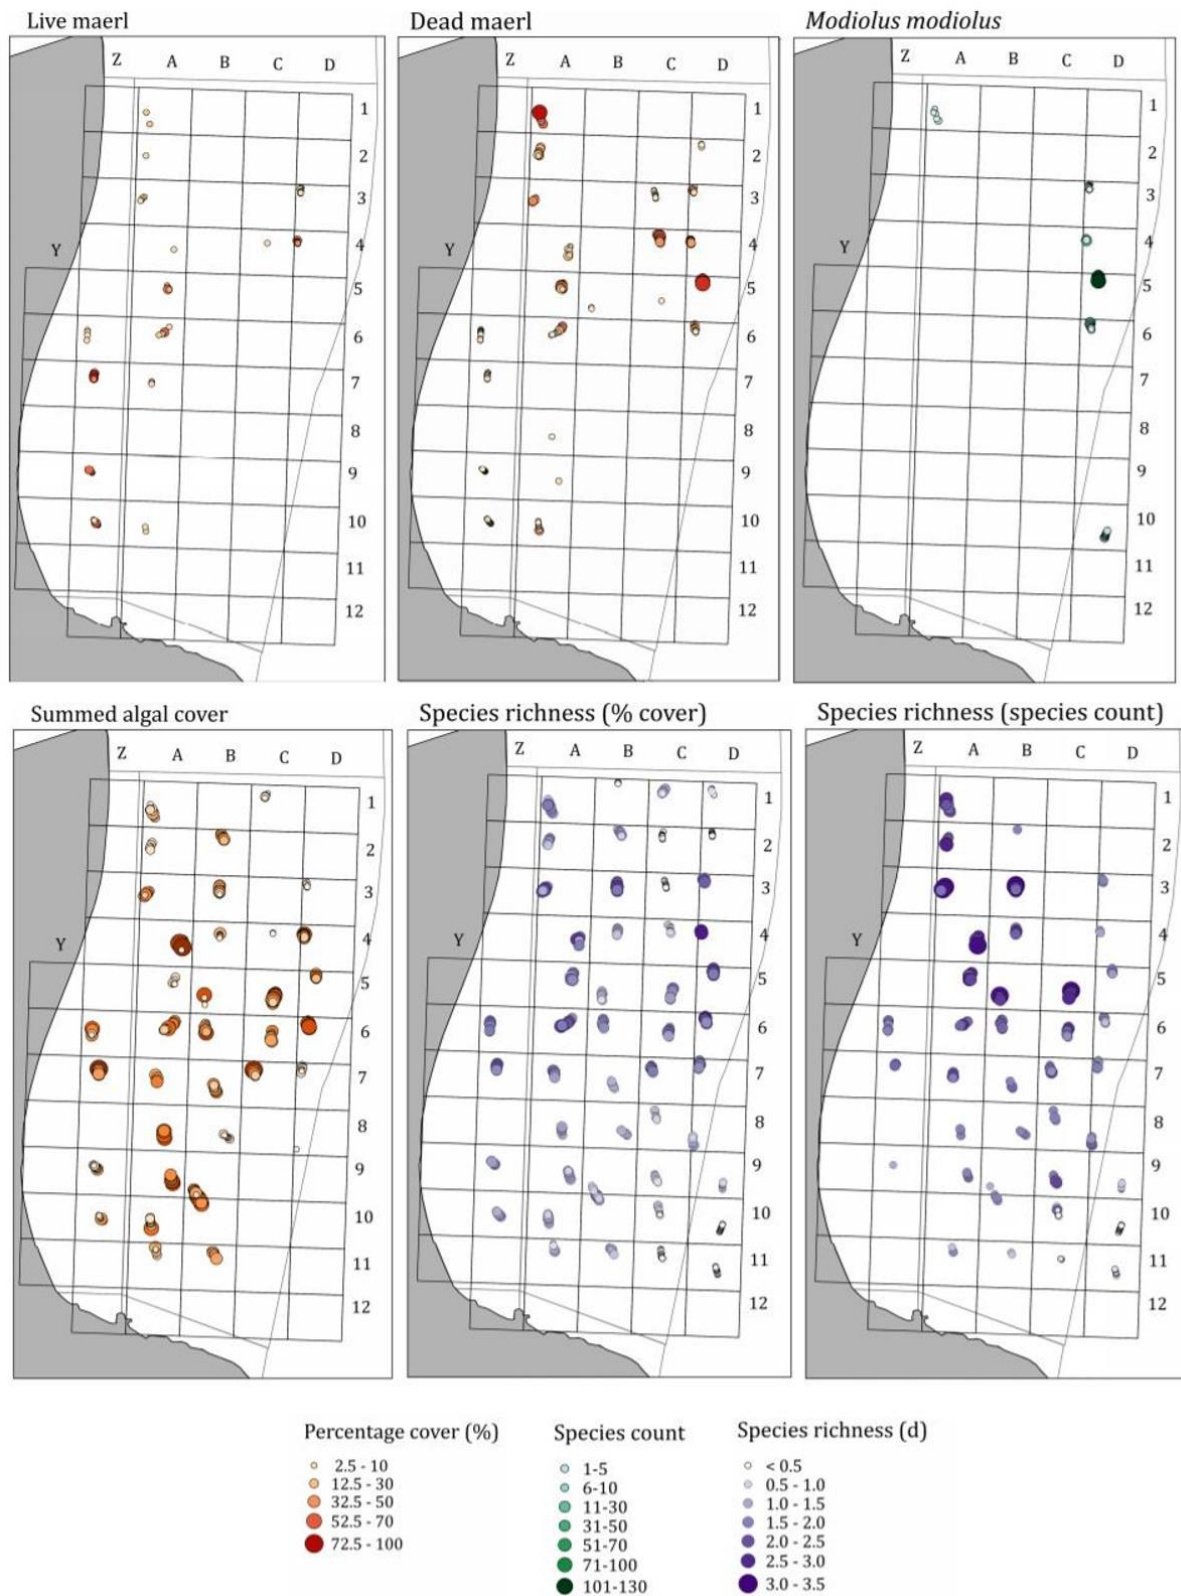 Live maerl
Dead maerl
Modiolus modiolus
Z A B C D
1
2
3
4
5
6
7
8
9
10
11
12
Y
Z A B C D
1
2
3
4
5
6
7
8
9
10
11
12
Y
Z A B C D
1
2
3
4
5
6
7
8
9
10
11
12
Y
Summed algal cover
Species richness (% cover)
Species richness (species count)
Z A B C D
1
2
3
4
5
6
7
8
9
10
11
12
Y
Z A B C D
1
2
3
4
5
6
7
8
9
10
11
12
Y
Z A B C D
1
2
3
4
5
6
7
8
9
10
11
12
Y
Percentage cover (%)
2.5 - 10
12.5 - 30
32.5 - 50
52.5 - 70
72.5 - 100
Species count
1-5
6-10
11-30
31-50
51-70
71-100
101-130
Species richness (d)
< 0.5
0.5 - 1.0
1.0 - 1.5
1.5 - 2.0
2.0 - 2.5
2.5 - 3.0
3.0 - 3.5